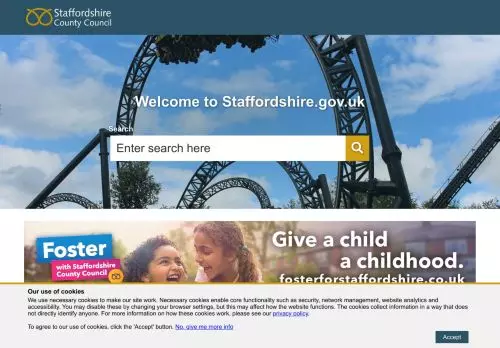 Staffordshire
County Council
Welcome to Staffordshire.gov.uk
Search
Enter search here
Foster
with Staffordshire
County Council
Give a child
a childhood.
fosterforstaffordshire.co.uk
Our use of cookies
We use necessary cookies to make our site work. Necessary cookies enable core functionality such as security, network management, website analytics and
accessibility. You may disable these by changing your browser settings, but this may affect how the website functions. The cookies collect information in a way that does
not directly identify anyone. For more information on how these cookies work, please see our privacy policy.
To agree to our use of cookies, click the 'Accept' button. No, give me more info
Accept